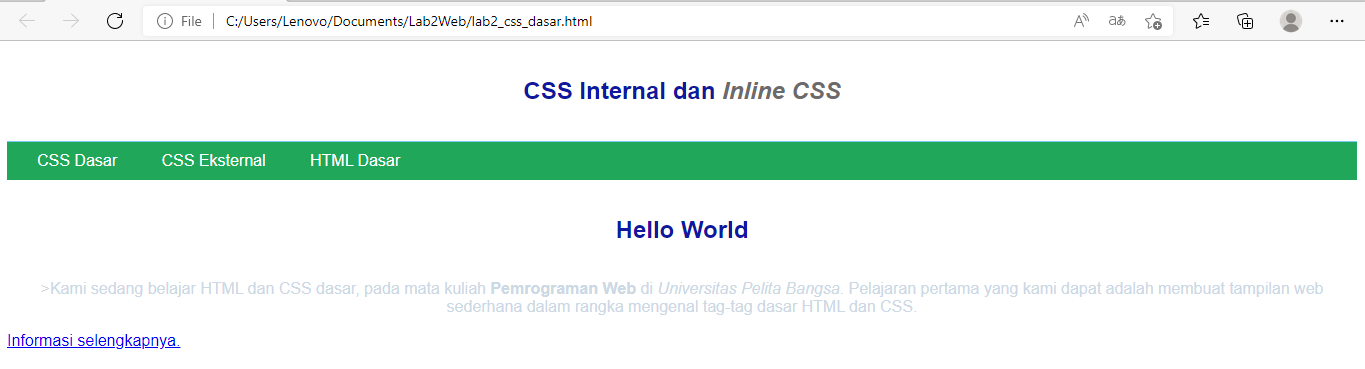 File C:/Users/Lenovo/Documents/Lab2Web/lab2_css_dasar.html
CSS Internal dan Inline CSS
CSS Dasar CSS Eksternal HTML Dasar
Hello World
>Kami sedang belajar HTML dan CSS dasar, pada mata kuliah Pemrograman Web di Universitas Pelita Bangsa. Pelajaran pertama yang kami dapat adalah membuat tampilan web
sederhana dalam rangka mengenal tag-tag dasar HTML dan CSS.
Informasi selengkapnya.